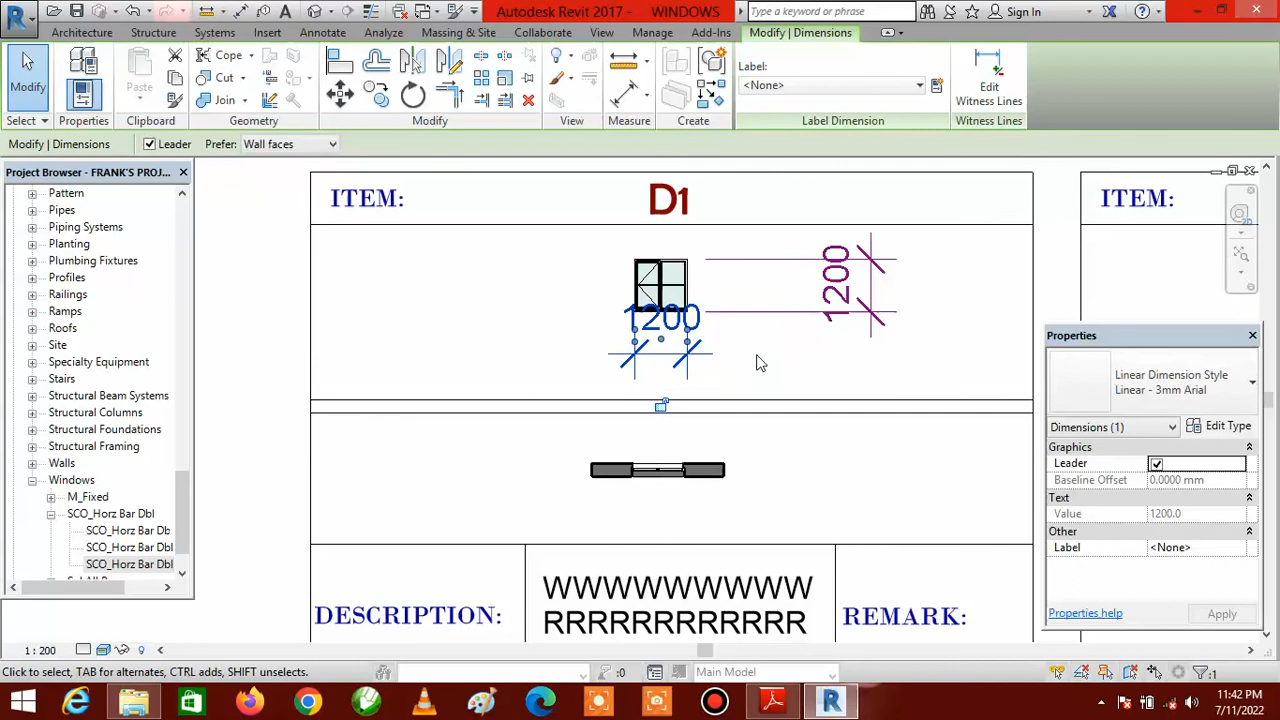 Autodesk Revit 2017 - WINDOWS
Type a keyword or phrase
Sign In
Architecture Structure Systems Insert Annotate Analyze Massing & Site Collaborate View Manage Add-Ins Modify | Dimensions
Modify
Select
Properties
Paste
Clipboard
Cope
Cut
Join
Geometry
Modify
View
Measure
Create
Label:
<None>
Label Dimension
Edit
Witness Lines
Witness Lines
Modify | Dimensions Leader Prefer: Wall faces
Project Browser - FRANK'S PROJ...
Pattern
Pipes
Piping Systems
Planting
Plumbing Fixtures
Profiles
Railings
Ramps
Roofs
Site
Specialty Equipment
Stairs
Structural Beam Systems
Structural Columns
Structural Foundations
Structural Framing
Walls
Windows
M_Fixed
SCO_Horz Bar Dbl
SCO_Horz Bar Db
SCO_Horz Bar Dbl
SCO_Horz Bar Dbl
ITEM: D1
1200
1200
DESCRIPTION:
WWWWWWWWW
RRRRRRRRRRRR
REMARK:
ITEM:
2D
Properties
Linear Dimension Style
Linear - 3mm Arial
Dimensions (1) Edit Type
Graphics
Leader
Baseline Offset 0.0000 mm
Text
Value 1200.0
Other
Label <None>
Properties help Apply
1 : 200
Click to select, TAB for alternates, CTRL adds, SHIFT unselects.
:0
Main Model
:1
11:42 PM
7/11/2022